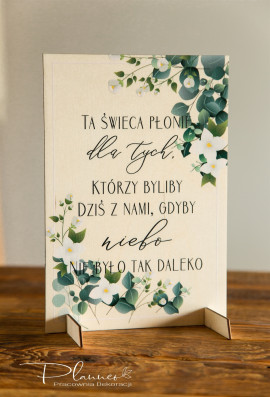 TA ŚWIECA PŁONIE
dla tych,
KTÓRZY BYLIBY
DZIŚ Z NAMI, GDYBY
niebo
NIE BYŁO TAK DALEKO
Planner
Pracownia Dekoracji